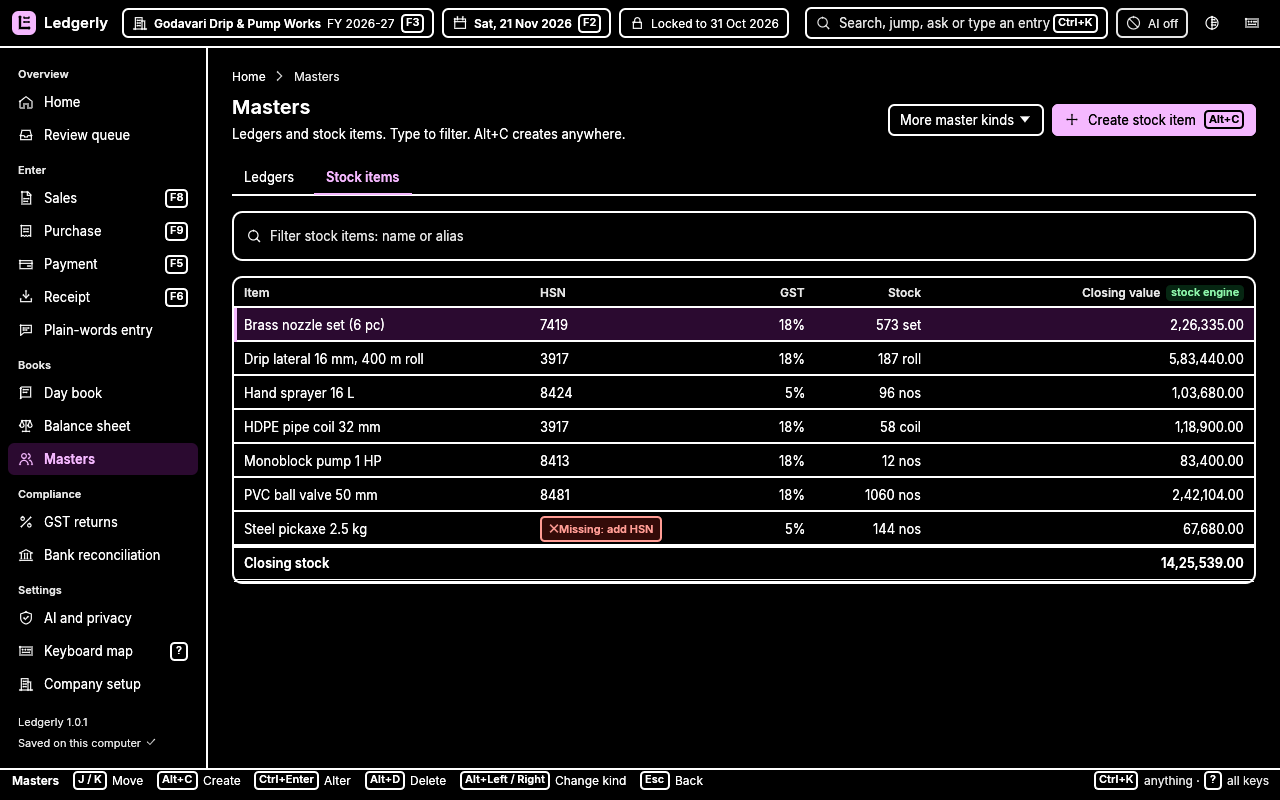 Ledgerly
Godavari Drip & Pump Works FY 2026-27 F3
Sat, 21 Nov 2026 F2
Locked to 31 Oct 2026
Search, jump, ask or type an entry Ctrl+K
AI off
Overview
Home
Review queue
Enter
Sales F8
Purchase F9
Payment F5
Receipt F6
Plain-words entry
Books
Day book
Balance sheet
Masters
Compliance
GST returns
Bank reconciliation
Settings
AI and privacy
Keyboard map ?
Company setup
Ledgerly 1.0.1
Saved on this computer
Home Masters
Masters
Ledgers and stock items. Type to filter. Alt+C creates anywhere.
More master kinds
Create stock item Alt+C
Ledgers Stock items
Filter stock items: name or alias
Item HSN GST Stock Closing value stock engine
Brass nozzle set (6 pc) 7419 18% 573 set 2,26,335.00
Drip lateral 16 mm, 400 m roll 3917 18% 187 roll 5,83,440.00
Hand sprayer 16 L 8424 5% 96 nos 1,03,680.00
HDPE pipe coil 32 mm 3917 18% 58 coil 1,18,900.00
Monoblock pump 1 HP 8413 18% 12 nos 83,400.00
PVC ball valve 50 mm 8481 18% 1060 nos 2,42,104.00
Steel pickaxe 2.5 kg Missing: add HSN 5% 144 nos 67,680.00
Closing stock 14,25,539.00
Masters J / K Move Alt+C Create Ctrl+Enter Alter Alt+D Delete Alt+Left / Right Change kind Esc Back Ctrl+K anything · ? all keys